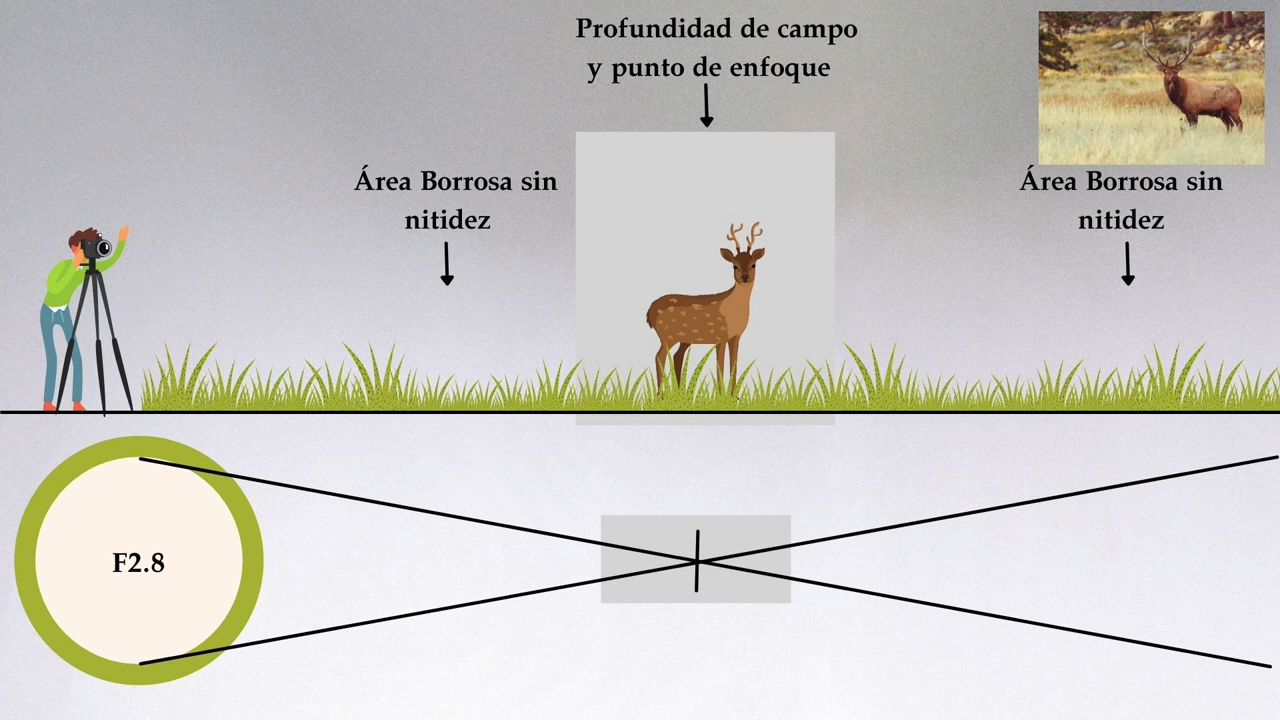 Profundidad de campo
y punto de enfoque
Área Borrosa sin
nitidez
Área Borrosa sin
nitidez
F2.8